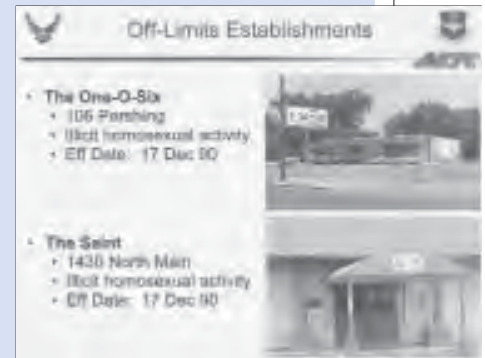 Off-Limits Establishments
The One-O-Six
106 Pershing
Illicit homosexual activity
Eff Date: 17 Dec 90
The Saint
1430 North Main
Illicit homosexual activity
Eff Date: 17 Dec 90